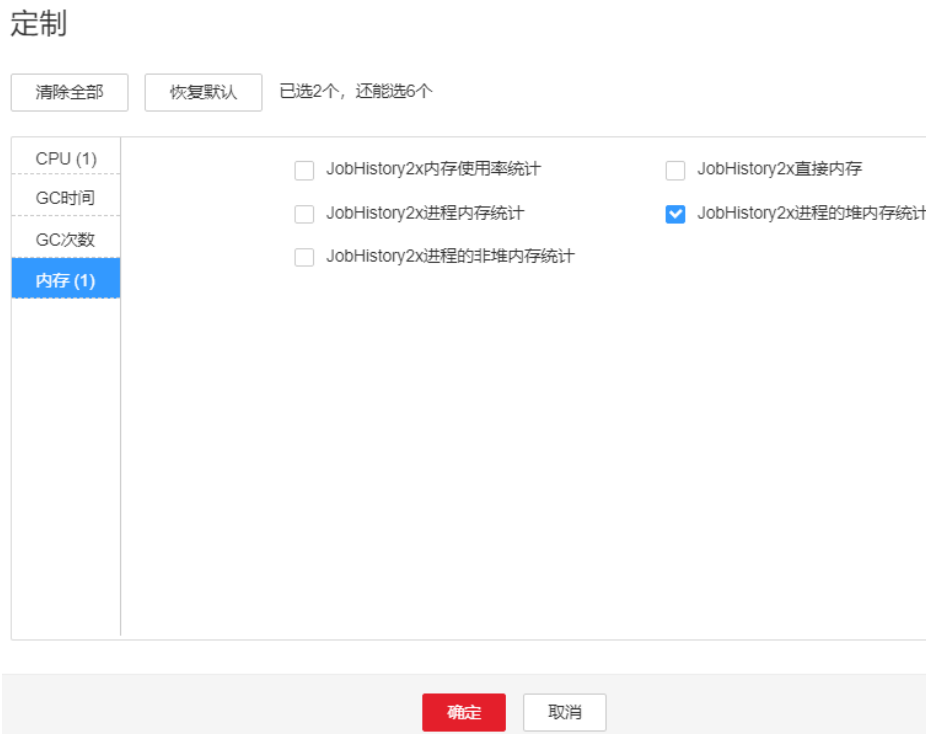 定制
清除全部 恢复默认 已选2个，还能选6个
CPU (1)
GC时间
GC次数
内存 (1)
JobHistory2x内存使用率统计 JobHistory2x直接内存
JobHistory2x进程内存统计 JobHistory2x进程的堆内存统计
JobHistory2x进程的非堆内存统计
确定 取消